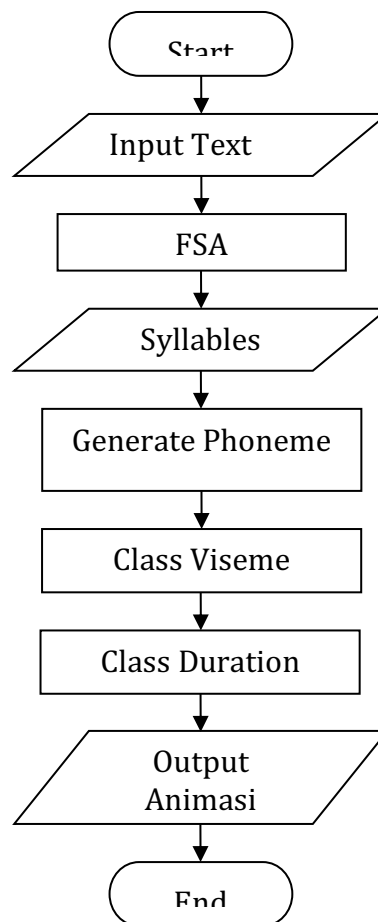 Start
Input Text
FSA
Syllables
Generate Phoneme
Class Viseme
Class Duration
Output
Animasi
End